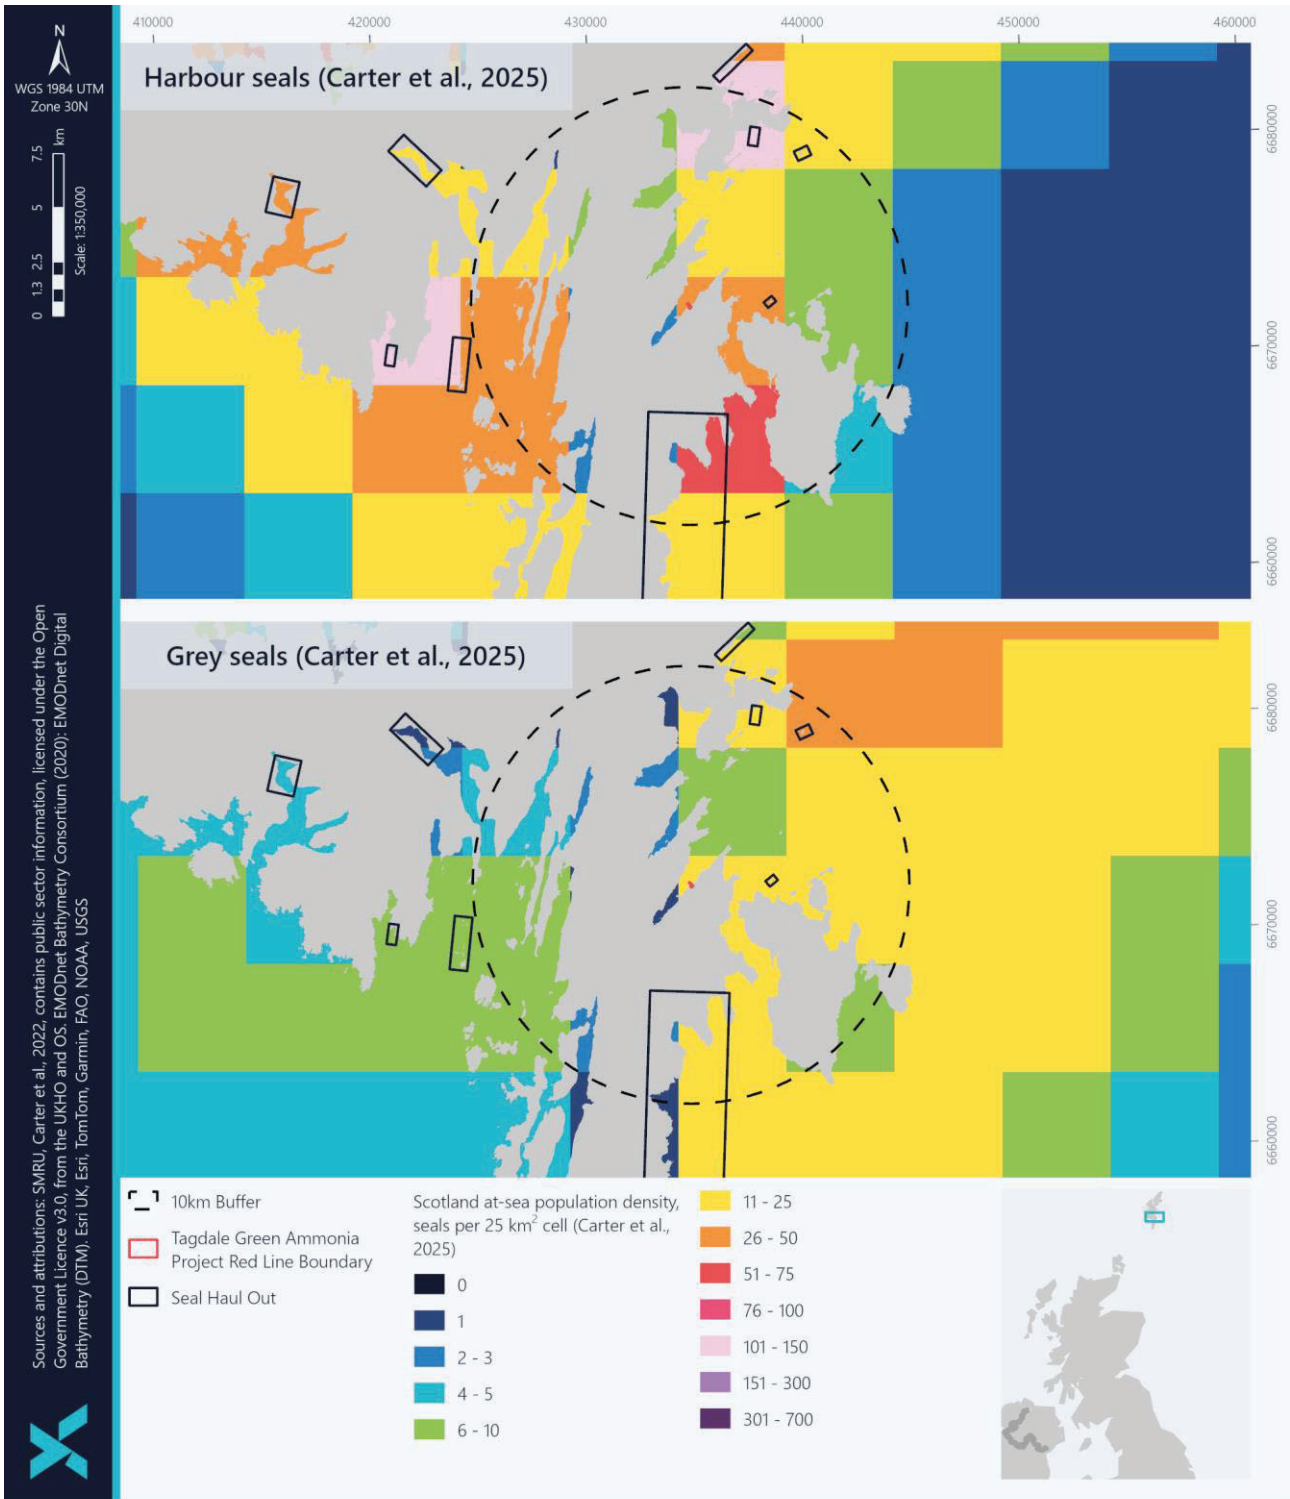 410000
420000
430000
440000
450000
460000
N
WGS 1984 UTM
Zone 30N
km
0 1.3 2.5 5 7.5
Scale: 1:350,000
Harbour seals (Carter et al., 2025)
6680000
6670000
6660000
Grey seals (Carter et al., 2025)
6680000
6670000
6660000
Sources and attributions: SMRU, Carter et al., 2022, contains public sector information, licensed under the Open
Government Licence v3.0, from the UKHO and OS. EMODnet Bathymetry Consortium (2020): EMODnet Digital
Bathymetry (DTM). Esri UK, Esri, TomTom, Garmin, FAO, NOAA, USGS
10km Buffer
Tagdale Green Ammonia
Project Red Line Boundary
Seal Haul Out
Scotland at-sea population density,
seals per 25 km² cell (Carter et al.,
2025)
0
1
2 - 3
4 - 5
6 - 10
11 - 25
26 - 50
51 - 75
76 - 100
101 - 150
151 - 300
301 - 700